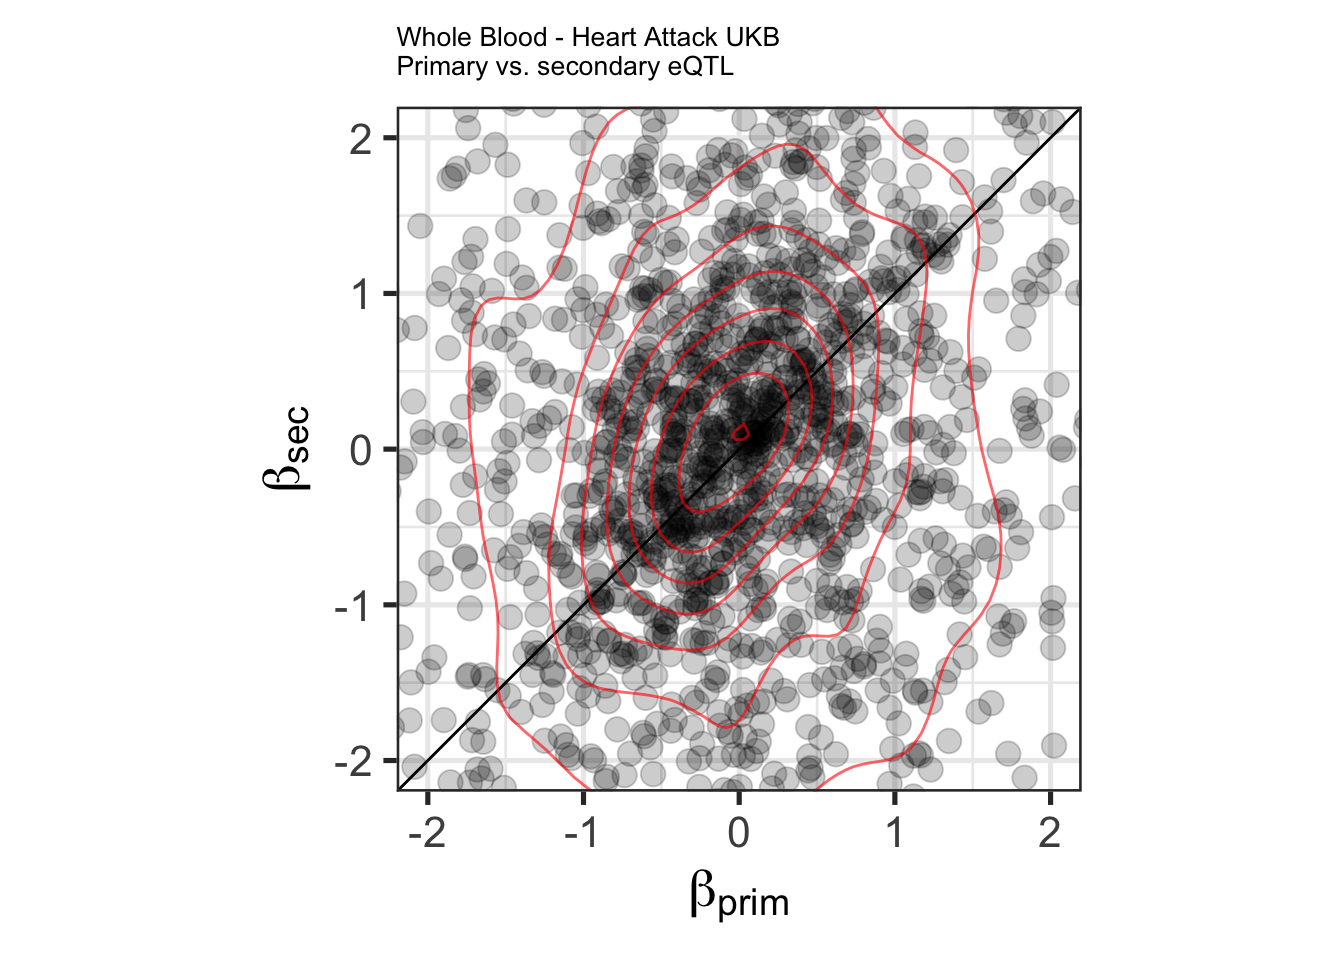 Whole Blood - Heart Attack UKB
Primary vs. secondary eQTL
2
1
0
-1
-2
βsec
-2 -1 0 1 2
βprim